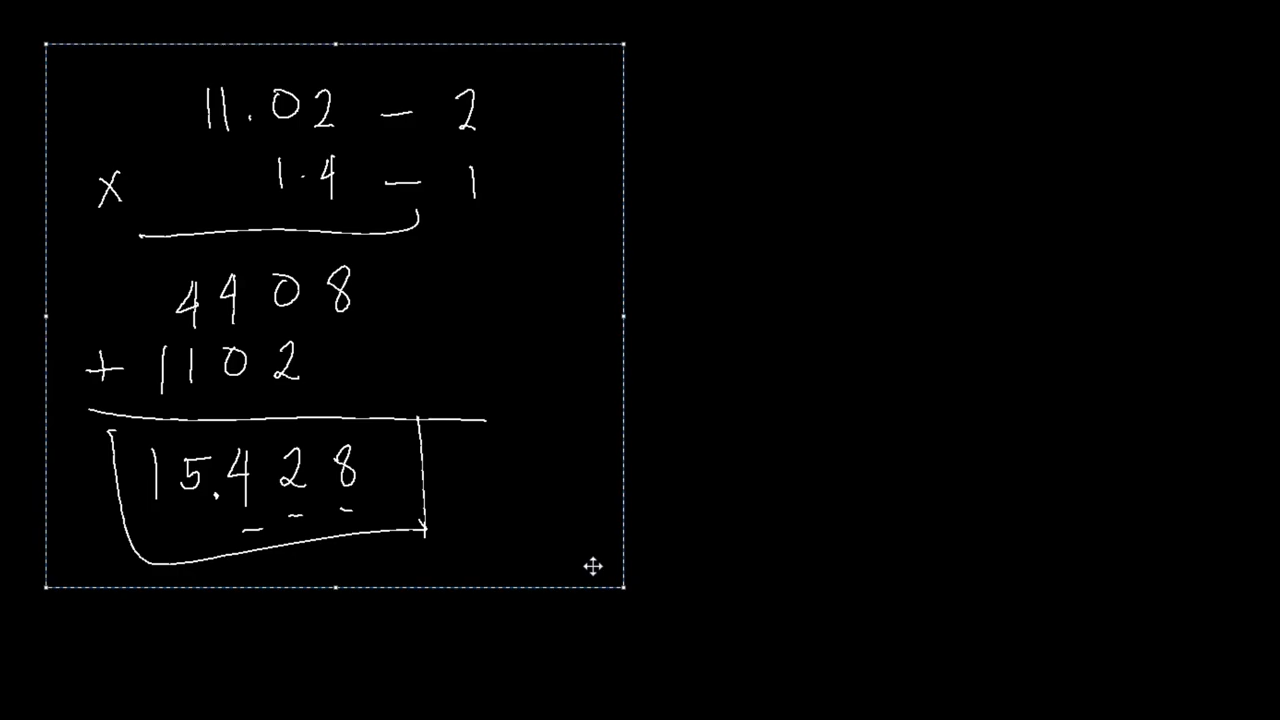 11.02 – 2
x 1.4 – 1
4408
+ 1102
15.428